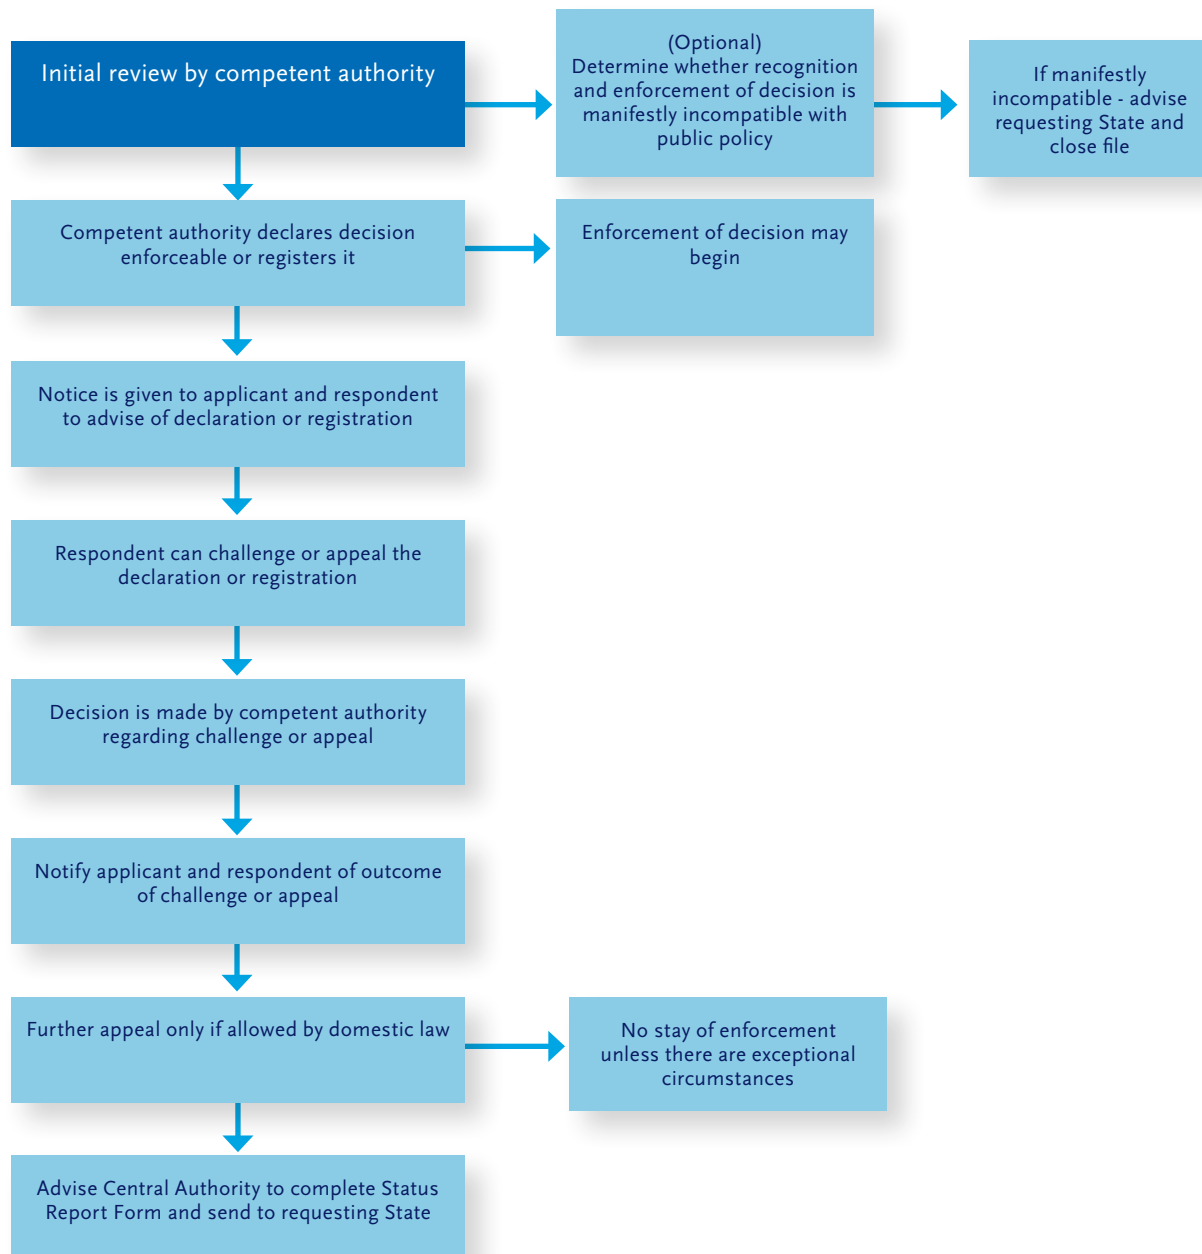 Initial review by competent authority
(Optional)
Determine whether recognition
and enforcement of decision is
manifestly incompatible with
public policy
If manifestly
incompatible - advise
requesting State and
close file
Competent authority declares decision
enforceable or registers it
Enforcement of decision may
begin
Notice is given to applicant and respondent
to advise of declaration or registration
Respondent can challenge or appeal the
declaration or registration
Decision is made by competent authority
regarding challenge or appeal
Notify applicant and respondent of outcome
of challenge or appeal
Further appeal only if allowed by domestic law
No stay of enforcement
unless there are exceptional
circumstances
Advise Central Authority to complete Status
Report Form and send to requesting State